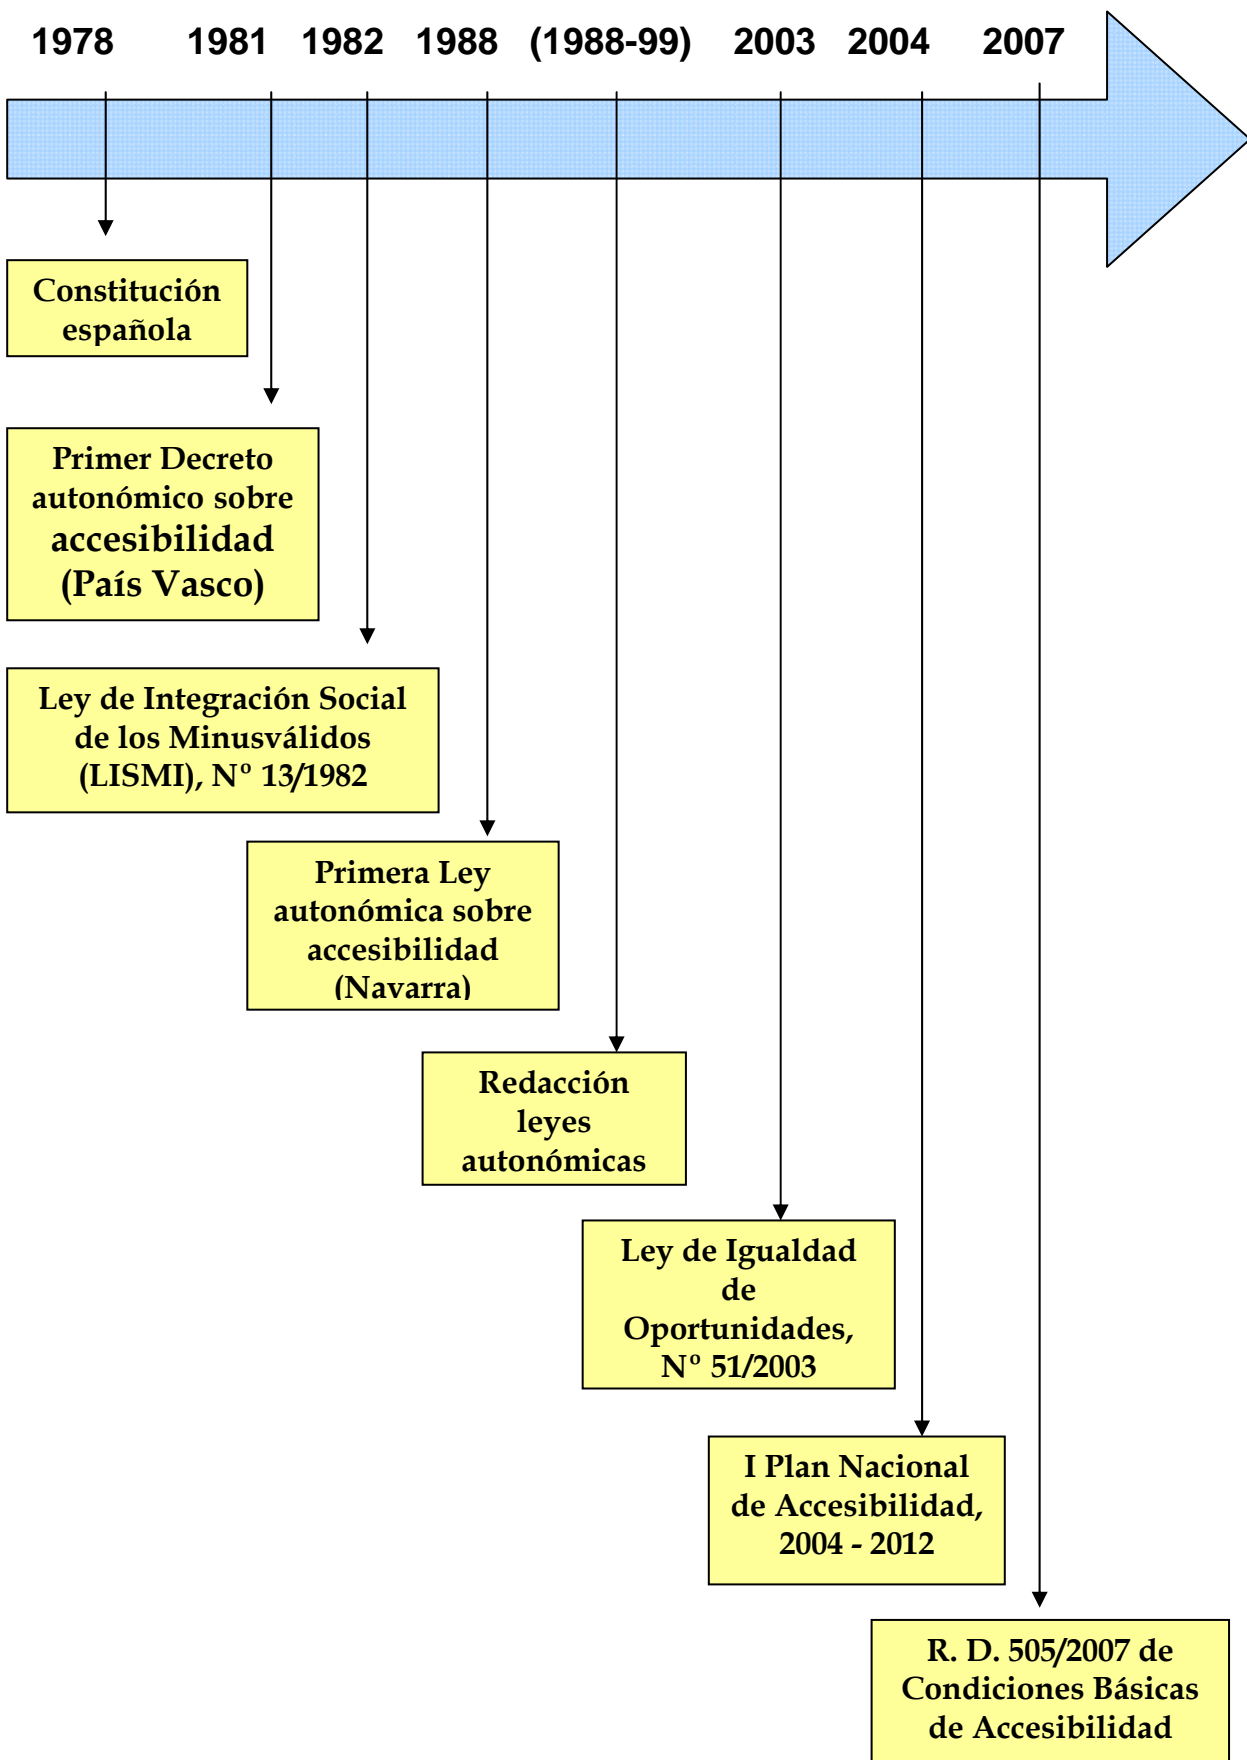 1978 1981 1982 1988 (1988-99) 2003 2004 2007
Constitución
española
Primer Decreto
autonómico sobre
accesibilidad
(País Vasco)
Ley de Integración Social
de los Minusválidos
(LISMI), Nº 13/1982
Primera Ley
autonómica sobre
accesibilidad
(Navarra)
Redacción
leyes
autonómicas
Ley de Igualdad
de
Oportunidades,
Nº 51/2003
I Plan Nacional
de Accesibilidad,
2004 - 2012
R. D. 505/2007 de
Condiciones Básicas
de Accesibilidad